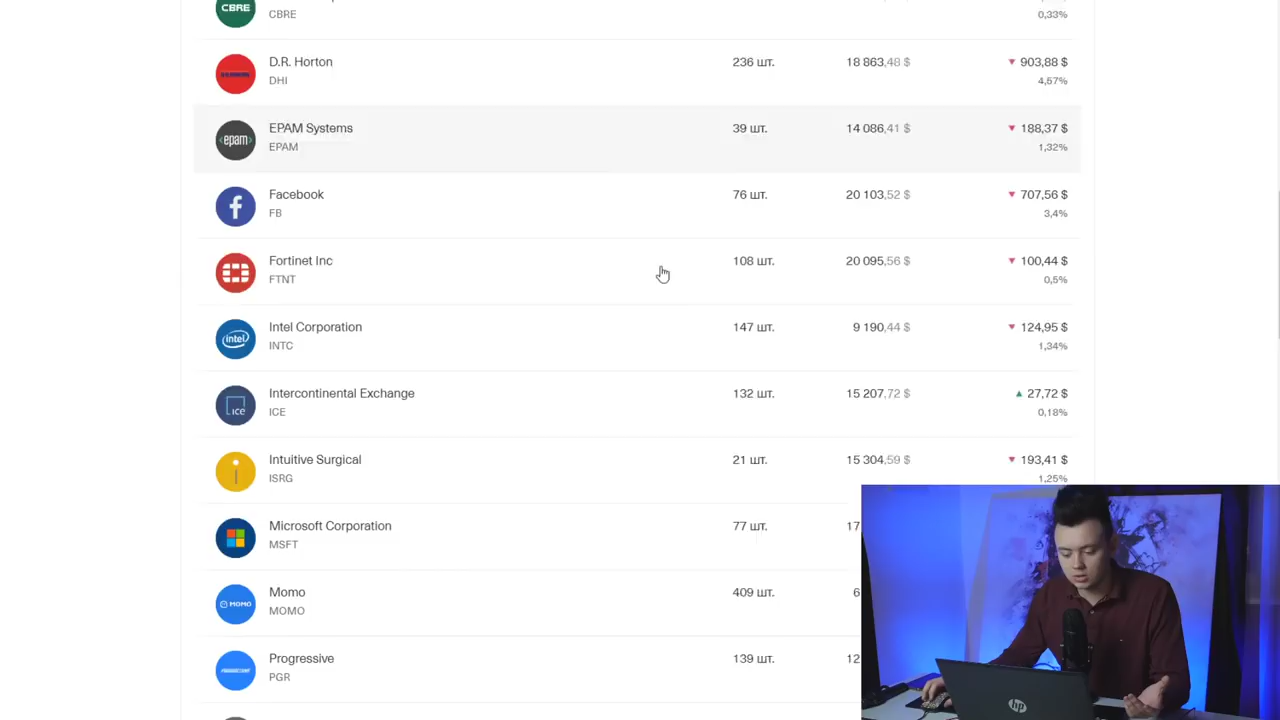 CBRE
CBRE
0,33%
D.R. Horton
236 шт.
18 863,48 $
903,88 $
DHI
4,57%
EPAM Systems
39 шт.
14 086,41 $
188,37 $
<epam>
EPAM
1,32%
Facebook
76 шт.
20 103,52 $
707,56 $
FB
3,4%
Fortinet Inc
108 шт.
20 095,56 $
100,44 $
FTNT
0,5%
Intel Corporation
147 шт.
9 190,44 $
124,95 $
intel
INTC
1,34%
Intercontinental Exchange
132 шт.
15 207,72 $
27,72 $
ice
ICE
0,18%
Intuitive Surgical
21 шт.
15 304,59 $
193,41 $
ISRG
1,25%
Microsoft Corporation
77 шт.
17
MSFT
Momo
409 шт.
6
MOMO
MOMO
Progressive
139 шт.
12
PROGRESSIVE
PGR
hp